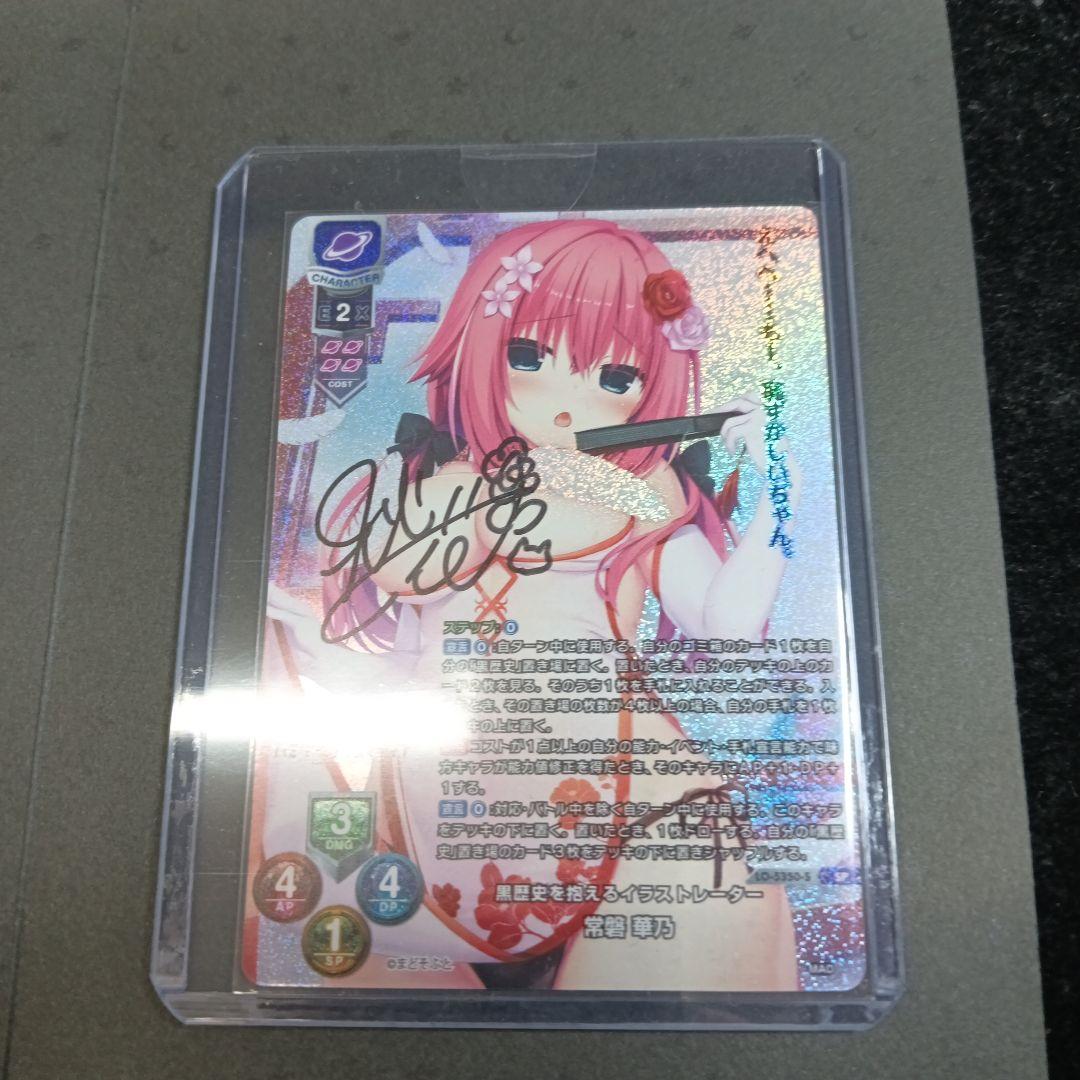 CHARACTER
E 2 X
COST
恥ずかしいちゃん。
ステップ:0
宣言 0:自ターン中に使用する。自分のゴミ箱のカード1枚を自
分の「黒歴史」置き場に置く。置いたとき、自分のデッキの上のカ
ード2枚を見る。そのうち1枚を手札に入れることができる。入
とき、その置き場の枚数が4枚以上の場合、自分の手札を1枚
の上に置く。
コストが1点以上の自分の能力・イベント・手札宣言能力で味
方キャラが能力値修正を得たとき、そのキャラにAP+1・DP+
1する。
宣言 0:対応・バトル中を除く自ターン中に使用する。このキャラ
をデッキの下に置く。置いたとき、1枚ドローする。自分の「黒歴
史」置き場のカード3枚をデッキの下に置きシャッフルする。
3
DMG
4
AP
4
DP
1
SP
LO-5350-S SP
黒歴史を抱えるイラストレーター
常磐 華乃
©まどそふと
MAD